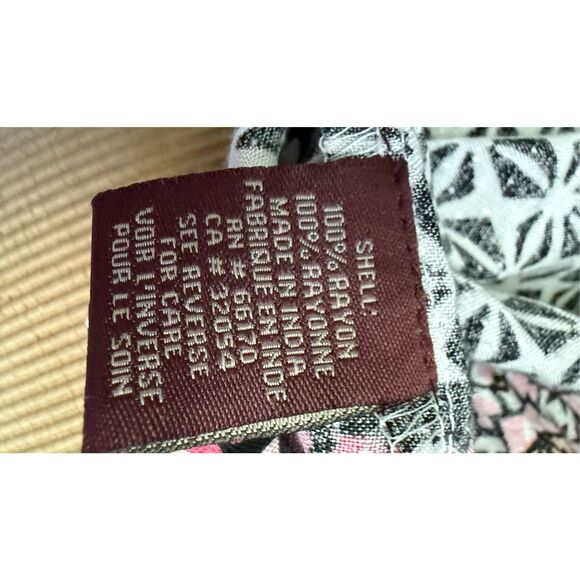 SHELL:
100% RAYON
100% RAYONNE
MADE IN INDIA
FABRIQUE EN INDE
RN # 66170
CA # 32054
SEE REVERSE
FOR CARE
VOIR L'INVERSE
POUR LE SOIN